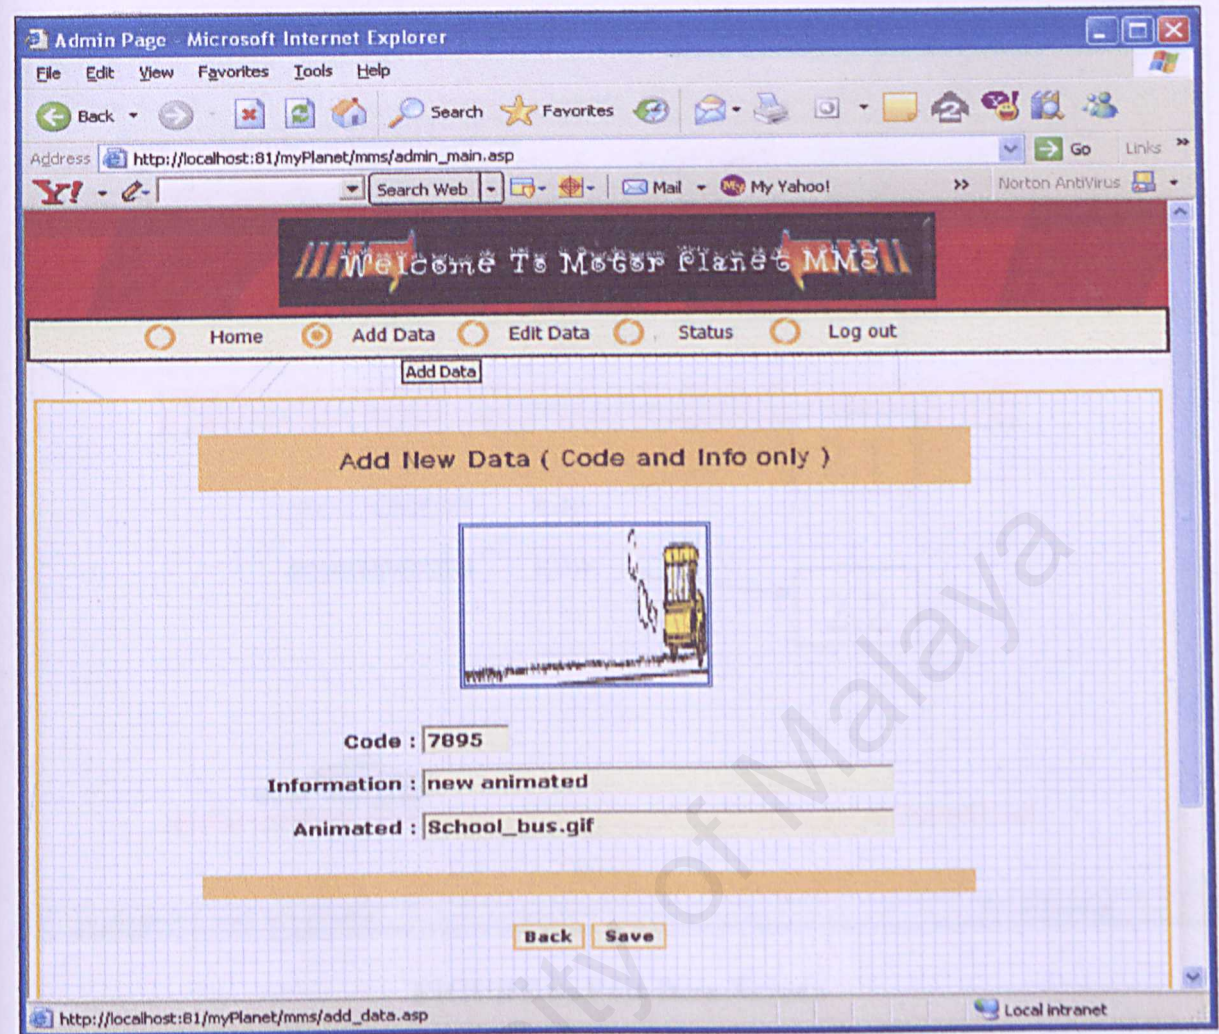 Admin Page - Microsoft Internet Explorer
File Edit View Favorites Tools Help
Back Search Favorites
Address http://localhost:81/myPlanet/mms/admin_main.asp Go Links »
Y! Search Web Mail My Yahoo! » Norton AntiVirus
Welcome To Motor Planet MMS
Home Add Data Edit Data Status Log out
Add Data
Add New Data ( Code and Info only )
Code : 7895
Information : new animated
Animated : School_bus.gif
Back Save
http://localhost:81/myPlanet/mms/add_data.asp Local intranet
University of Malaya